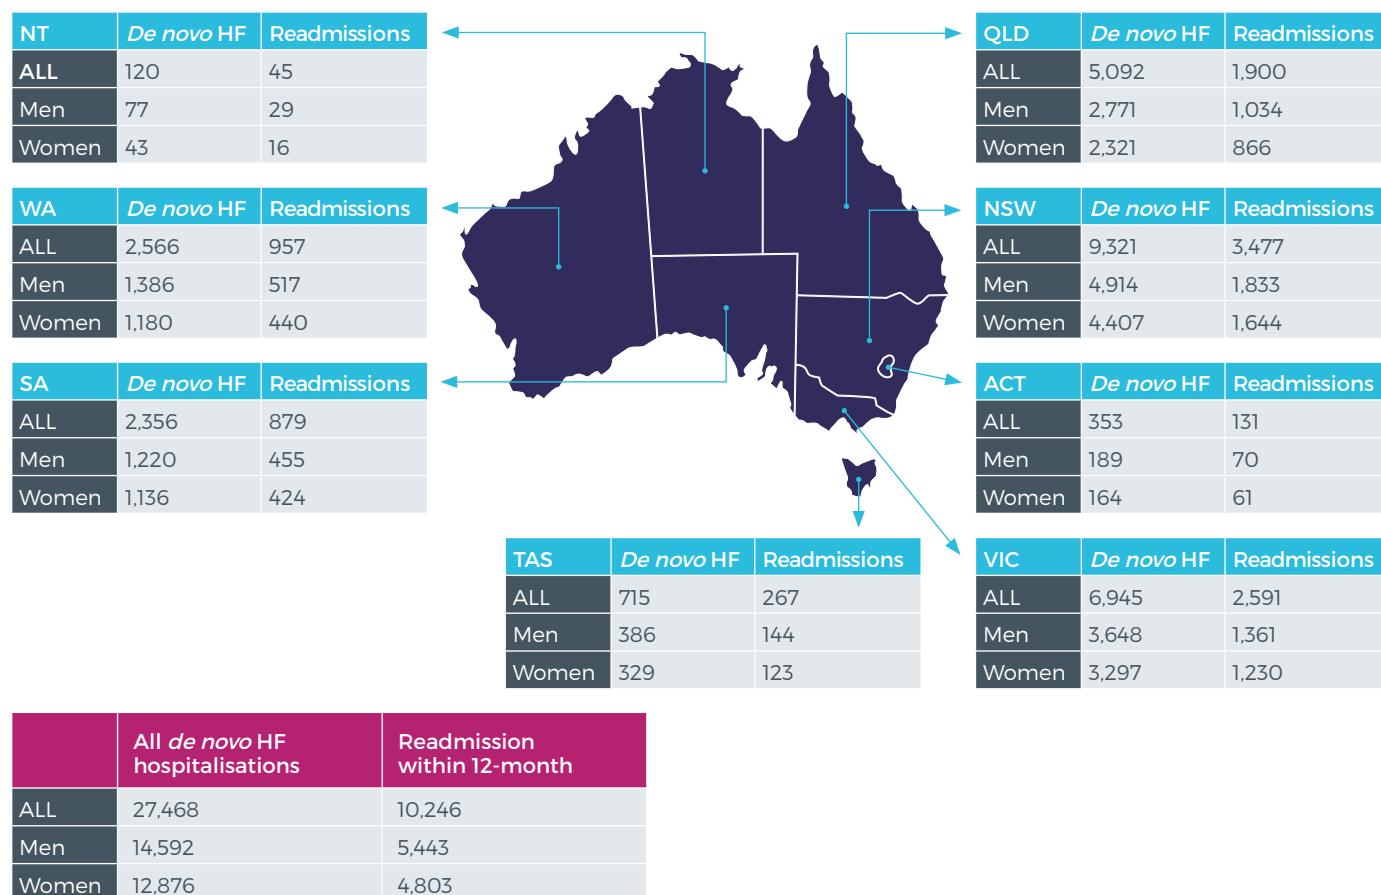 NT De novo HF Readmissions
ALL 120 45
Men 77 29
Women 43 16
WA De novo HF Readmissions
ALL 2,566 957
Men 1,386 517
Women 1,180 440
SA De novo HF Readmissions
ALL 2,356 879
Men 1,220 455
Women 1,136 424
QLD De novo HF Readmissions
ALL 5,092 1,900
Men 2,771 1,034
Women 2,321 866
NSW De novo HF Readmissions
ALL 9,321 3,477
Men 4,914 1,833
Women 4,407 1,644
ACT De novo HF Readmissions
ALL 353 131
Men 189 70
Women 164 61
TAS De novo HF Readmissions
ALL 715 267
Men 386 144
Women 329 123
VIC De novo HF Readmissions
ALL 6,945 2,591
Men 3,648 1,361
Women 3,297 1,230
All de novo HF
hospitalisations
Readmission
within 12-month
ALL 27,468 10,246
Men 14,592 5,443
Women 12,876 4,803